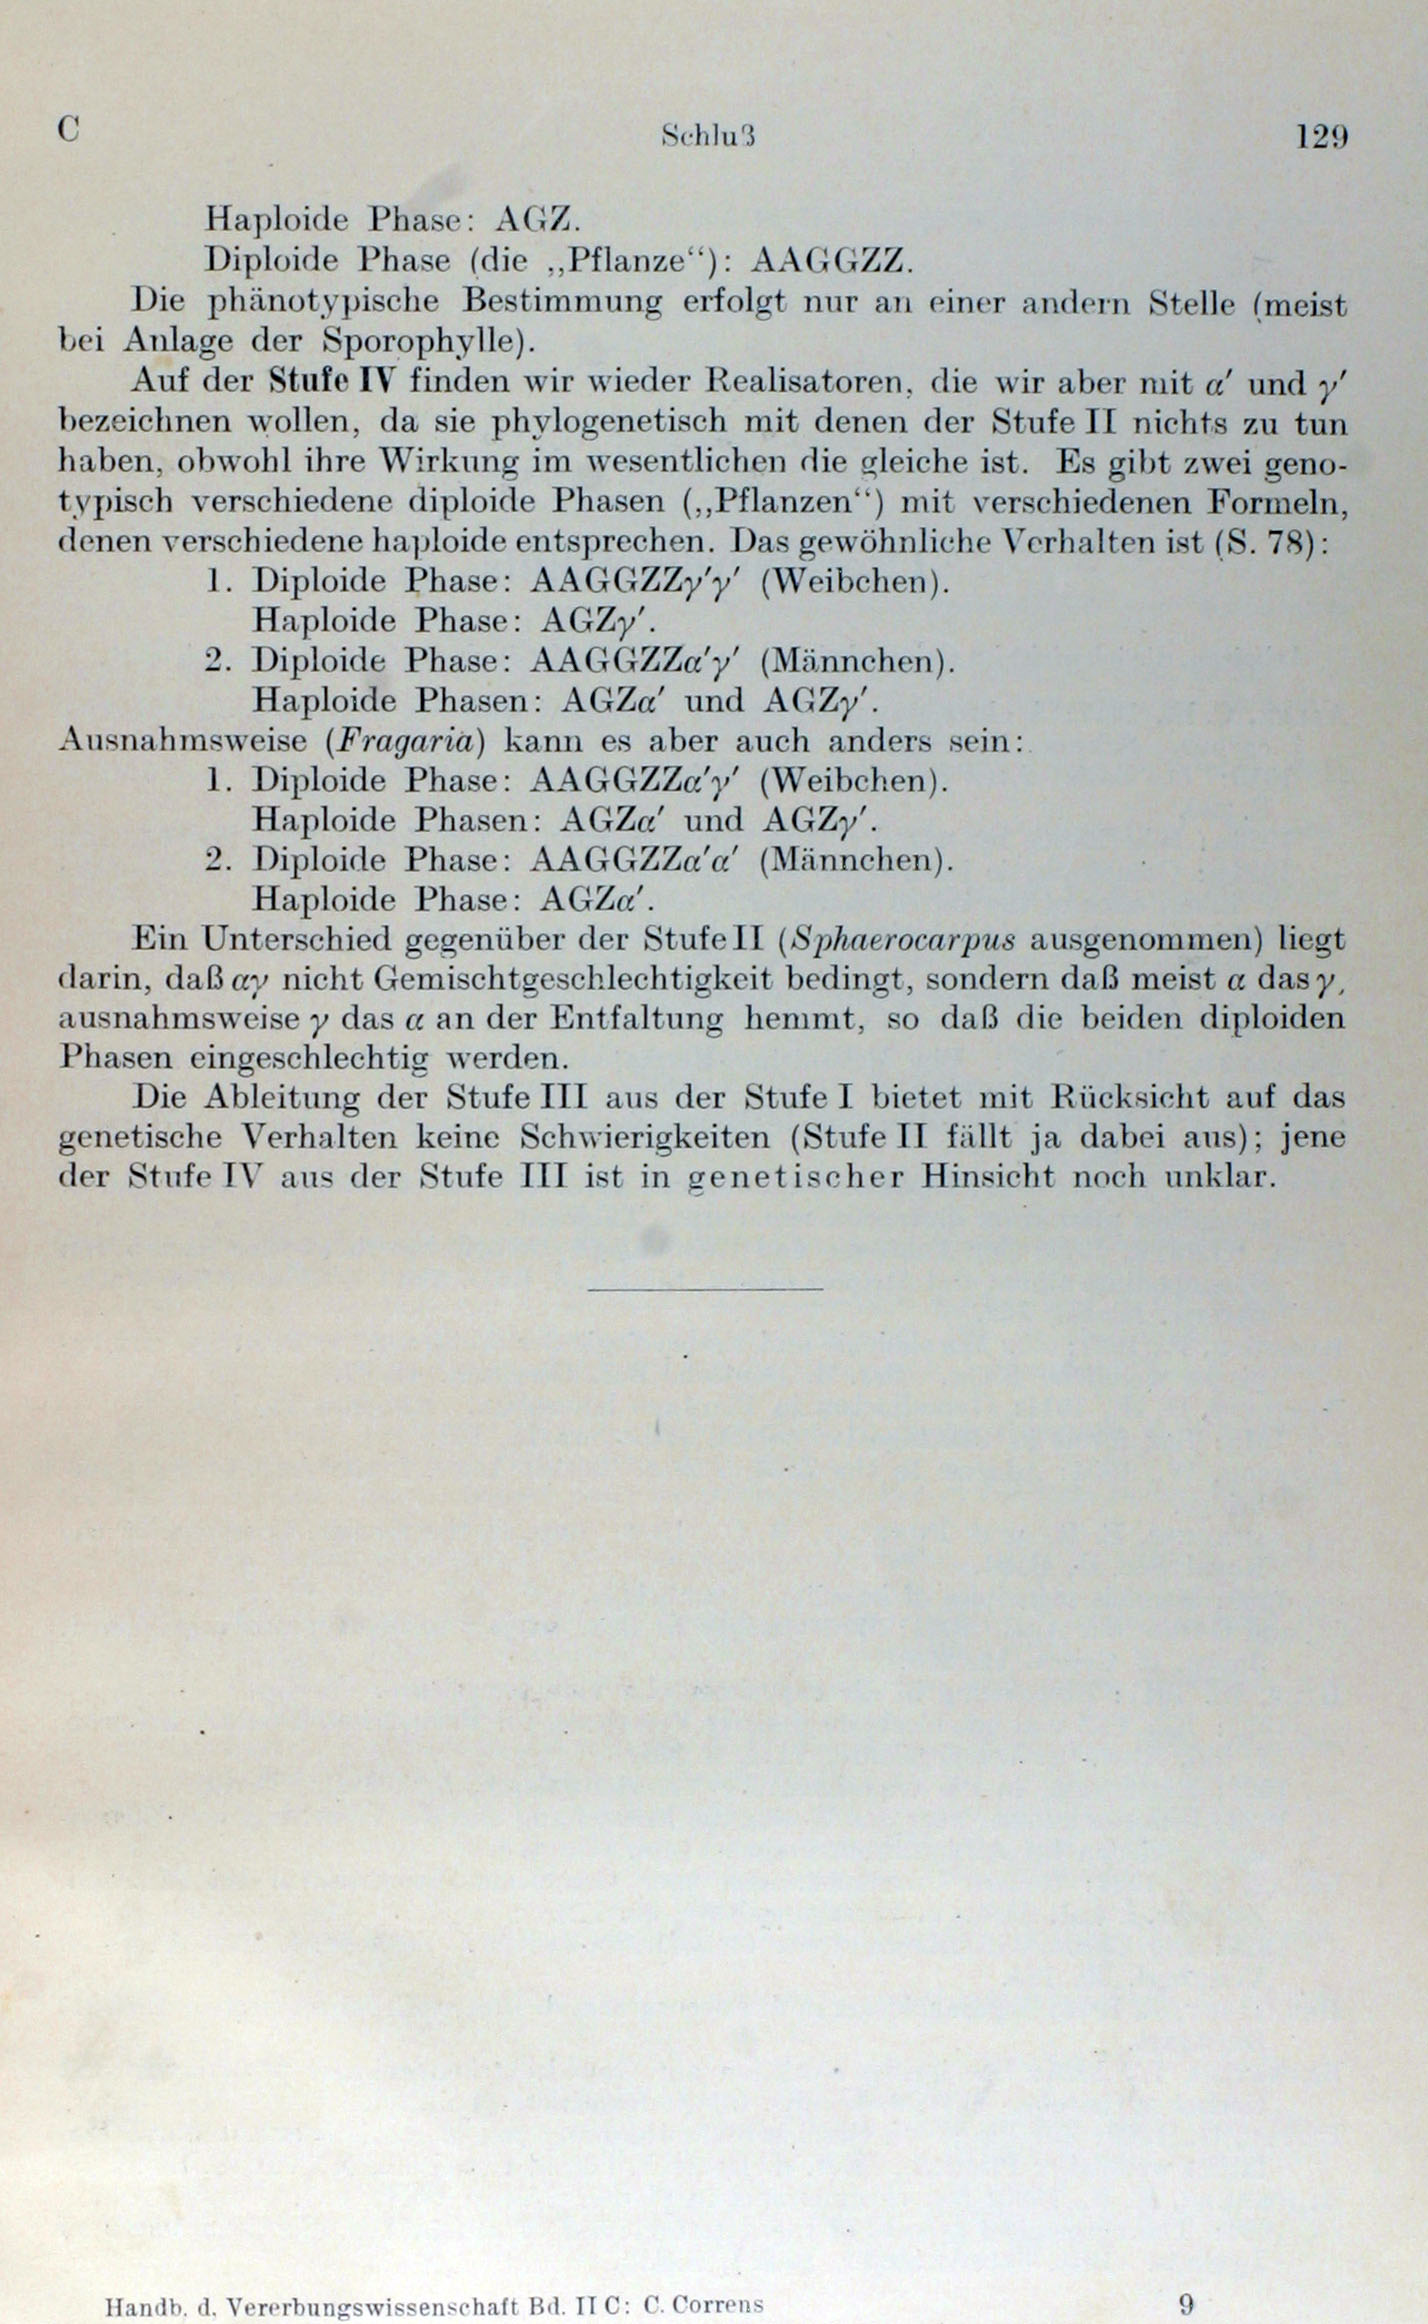 C Schluß 129
Haploide Phase: AGZ.
Diploide Phase (die „Pflanze“): AAGGZZ.
Die phänotypische Bestimmung erfolgt nur an einer andern Stelle (meist
bei Anlage der Sporophylle).
Auf der Stufe IV finden wir wieder Realisatoren, die wir aber mit α′ und γ′
bezeichnen wollen, da sie phylogenetisch mit denen der Stufe II nichts zu tun
haben, obwohl ihre Wirkung im wesentlichen die gleiche ist. Es gibt zwei geno-
typisch verschiedene diploide Phasen („Pflanzen“) mit verschiedenen Formeln,
denen verschiedene haploide entsprechen. Das gewöhnliche Verhalten ist (S. 78):
1. Diploide Phase: AAGGZZγ′γ′ (Weibchen).
Haploide Phase: AGZγ′.
2. Diploide Phase: AAGGZZα′γ′ (Männchen).
Haploide Phasen: AGZα′ und AGZγ′.
Ausnahmsweise (Fragaria) kann es aber auch anders sein:
1. Diploide Phase: AAGGZZα′γ′ (Weibchen).
Haploide Phasen: AGZα′ und AGZγ′.
2. Diploide Phase: AAGGZZα′α′ (Männchen).
Haploide Phase: AGZα′.
Ein Unterschied gegenüber der Stufe II (Sphaerocarpus ausgenommen) liegt
darin, daß αγ nicht Gemischtgeschlechtigkeit bedingt, sondern daß meist α das γ,
ausnahmsweise γ das α an der Entfaltung hemmt, so daß die beiden diploiden
Phasen eingeschlechtig werden.
Die Ableitung der Stufe III aus der Stufe I bietet mit Rücksicht auf das
genetische Verhalten keine Schwierigkeiten (Stufe II fällt ja dabei aus); jene
der Stufe IV aus der Stufe III ist in genetischer Hinsicht noch unklar.
Handb. d. Vererbungswissenschaft Bd. II C: C. Correns 9